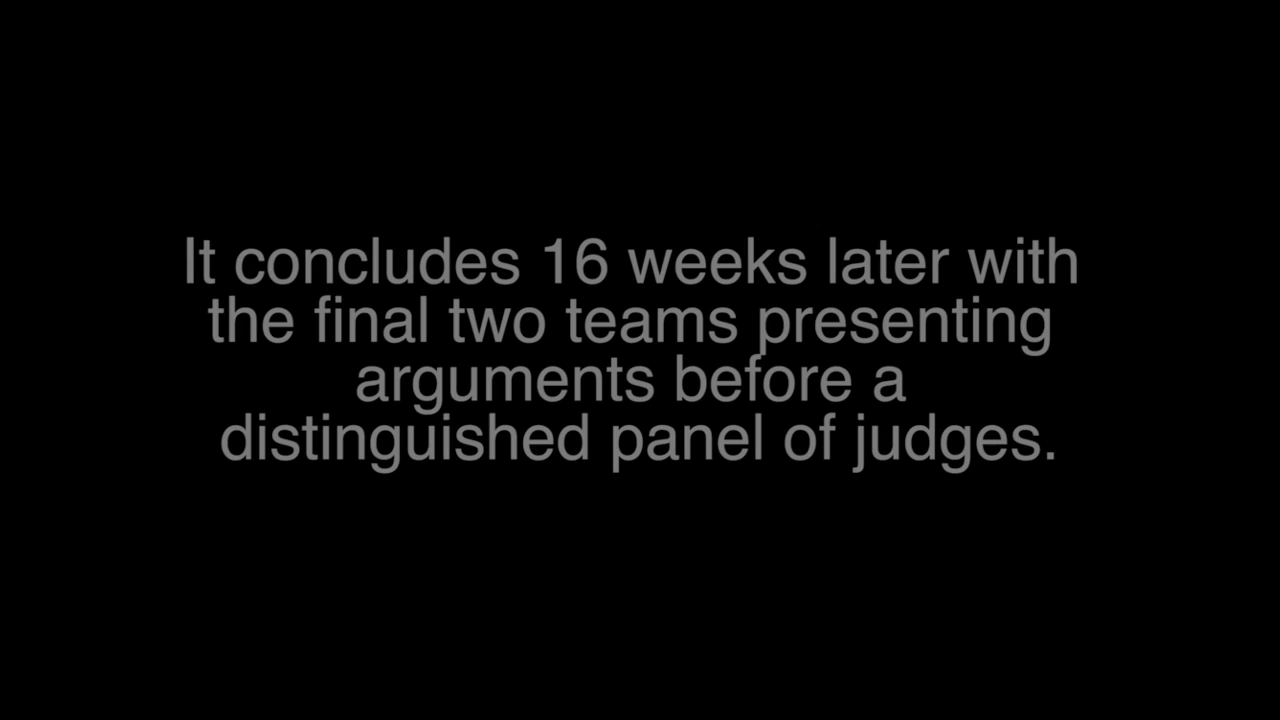 It concludes 16 weeks later with
the final two teams presenting
arguments before a
distinguished panel of judges.